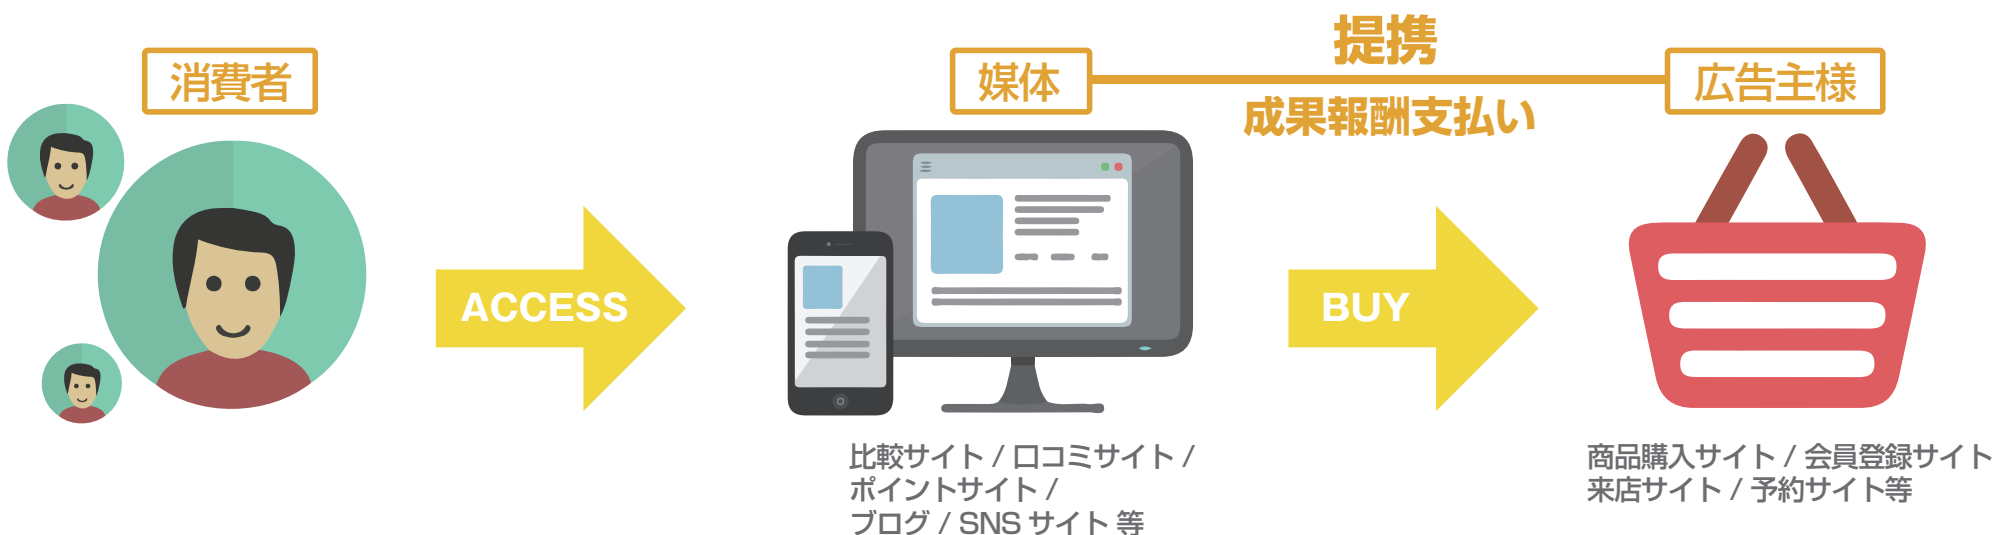 消費者
ACCESS
媒体
提携
成果報酬支払い
広告主様
BUY
比較サイト / 口コミサイト /
ポイントサイト /
ブログ / SNS サイト 等
商品購入サイト / 会員登録サイト
来店サイト / 予約サイト等